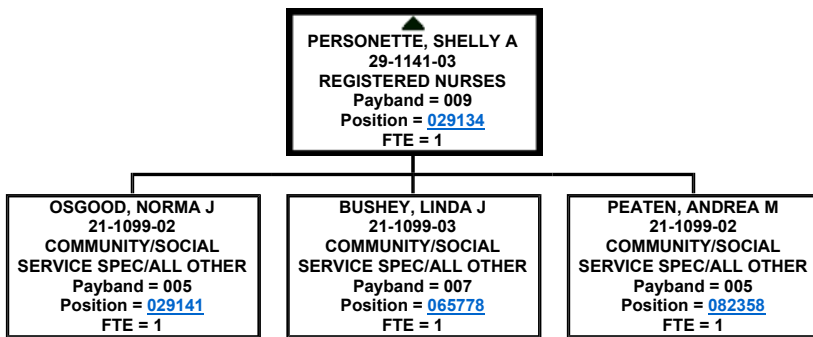 PERSONETTE, SHELLY A
29-1141-03
REGISTERED NURSES
Payband = 009
Position = 029134
FTE = 1
OSGOOD, NORMA J
21-1099-02
COMMUNITY/SOCIAL
SERVICE SPEC/ALL OTHER
Payband = 005
Position = 029141
FTE = 1
BUSHEY, LINDA J
21-1099-03
COMMUNITY/SOCIAL
SERVICE SPEC/ALL OTHER
Payband = 007
Position = 065778
FTE = 1
PEATEN, ANDREA M
21-1099-02
COMMUNITY/SOCIAL
SERVICE SPEC/ALL OTHER
Payband = 005
Position = 082358
FTE = 1